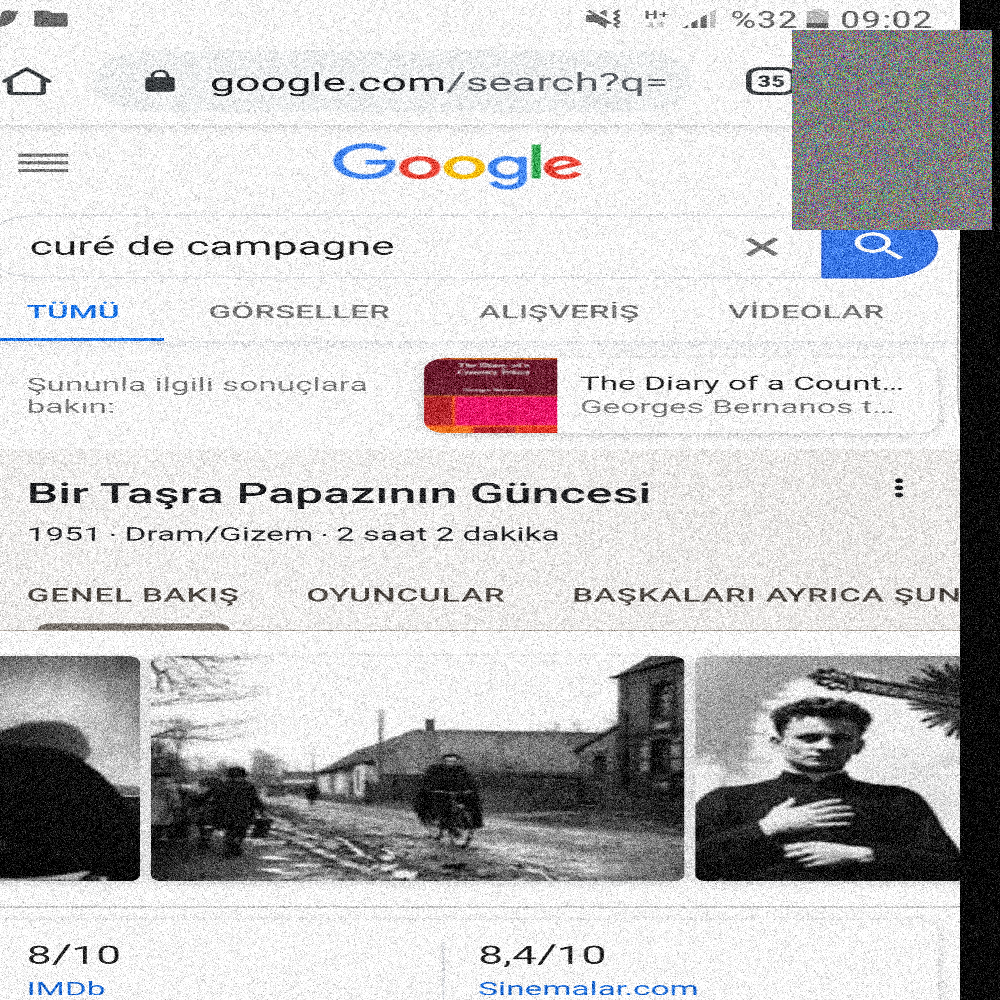 H+ %32 09:02
google.com/search?q= 35
Google
curé de campagne
TÜMÜ GÖRSELLER ALIŞVERİŞ VİDEOLAR
Şununla ilgili sonuçlara
bakın:
The Diary of a Count...
Georges Bernanos t...
Bir Taşra Papazının Güncesi
1951 · Dram/Gizem · 2 saat 2 dakika
GENEL BAKIŞ OYUNCULAR BAŞKALARI AYRICA ŞUN
8/10 8,4/10
IMDb Sinemalar.com